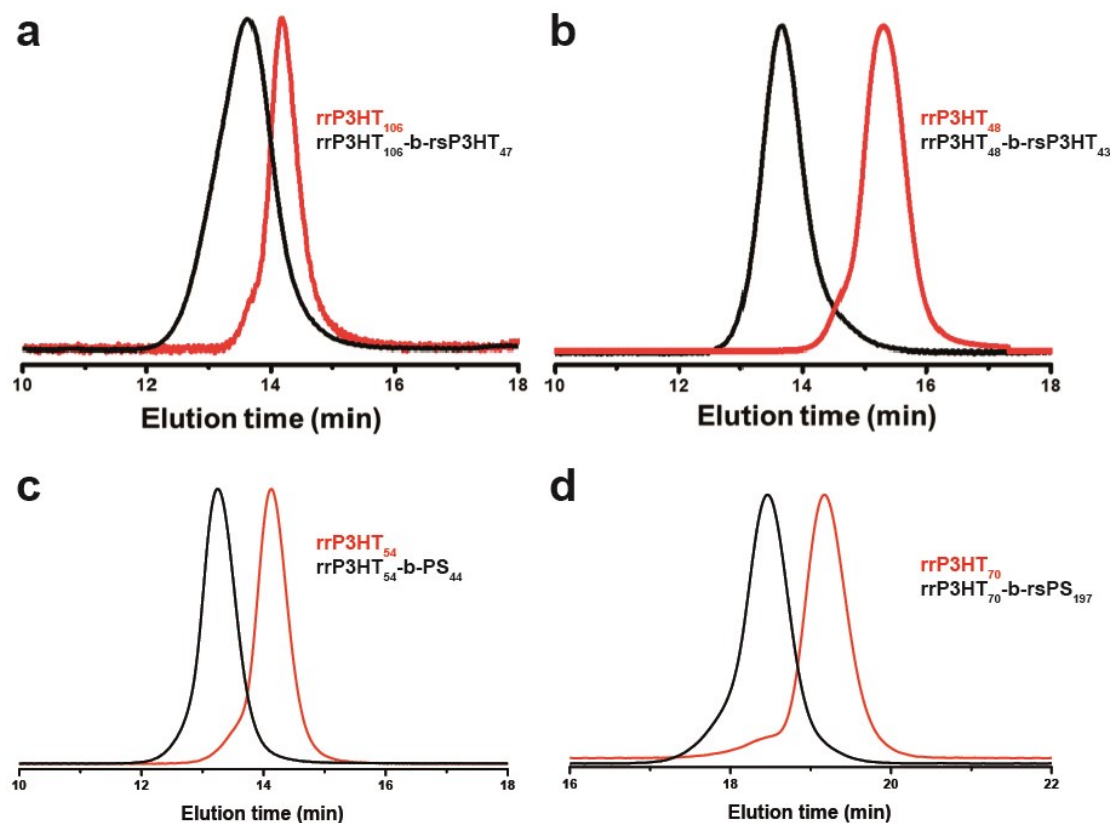 a
rrP3HT106
rrP3HT106-b-rsP3HT47
10 12 14 16 18
Elution time (min)
b
rrP3HT48
rrP3HT48-b-rsP3HT43
10 12 14 16 18
Elution time (min)
c
rrP3HT54
rrP3HT54-b-PS44
10 12 14 16 18
Elution time (min)
d
rrP3HT70
rrP3HT70-b-rsPS197
16 18 20 22
Elution time (min)